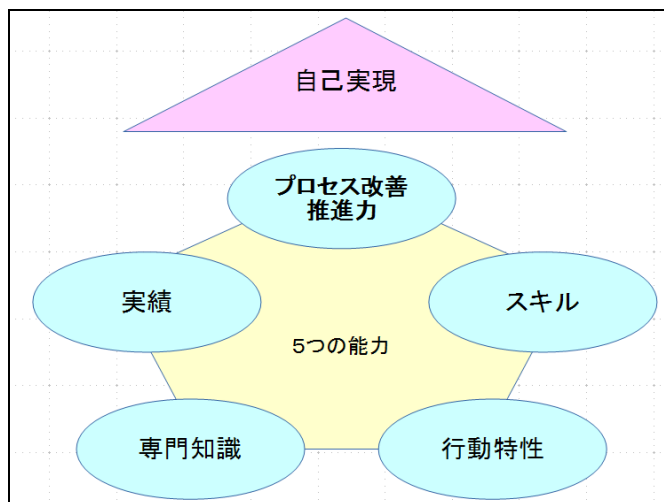 自己実現
プロセス改善
推進力
実績
スキル
5つの能力
専門知識
行動特性